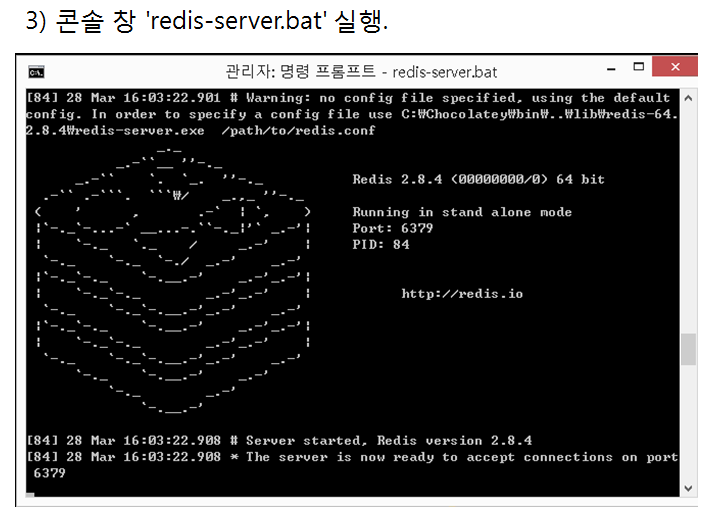 3) 콘솔 창 'redis-server.bat' 실행.
관리자: 명령 프롬프트 - redis-server.bat
[84] 28 Mar 16:03:22.901 # Warning: no config file specified, using the default
config. In order to specify a config file use C:₩Chocolatey₩bin₩..₩lib₩redis-64.
2.8.4₩redis-server.exe  /path/to/redis.conf
Redis 2.8.4 (00000000/0) 64 bit
Running in stand alone mode
Port: 6379
PID: 84
http://redis.io
[84] 28 Mar 16:03:22.908 # Server started, Redis version 2.8.4
[84] 28 Mar 16:03:22.908 * The server is now ready to accept connections on port
6379